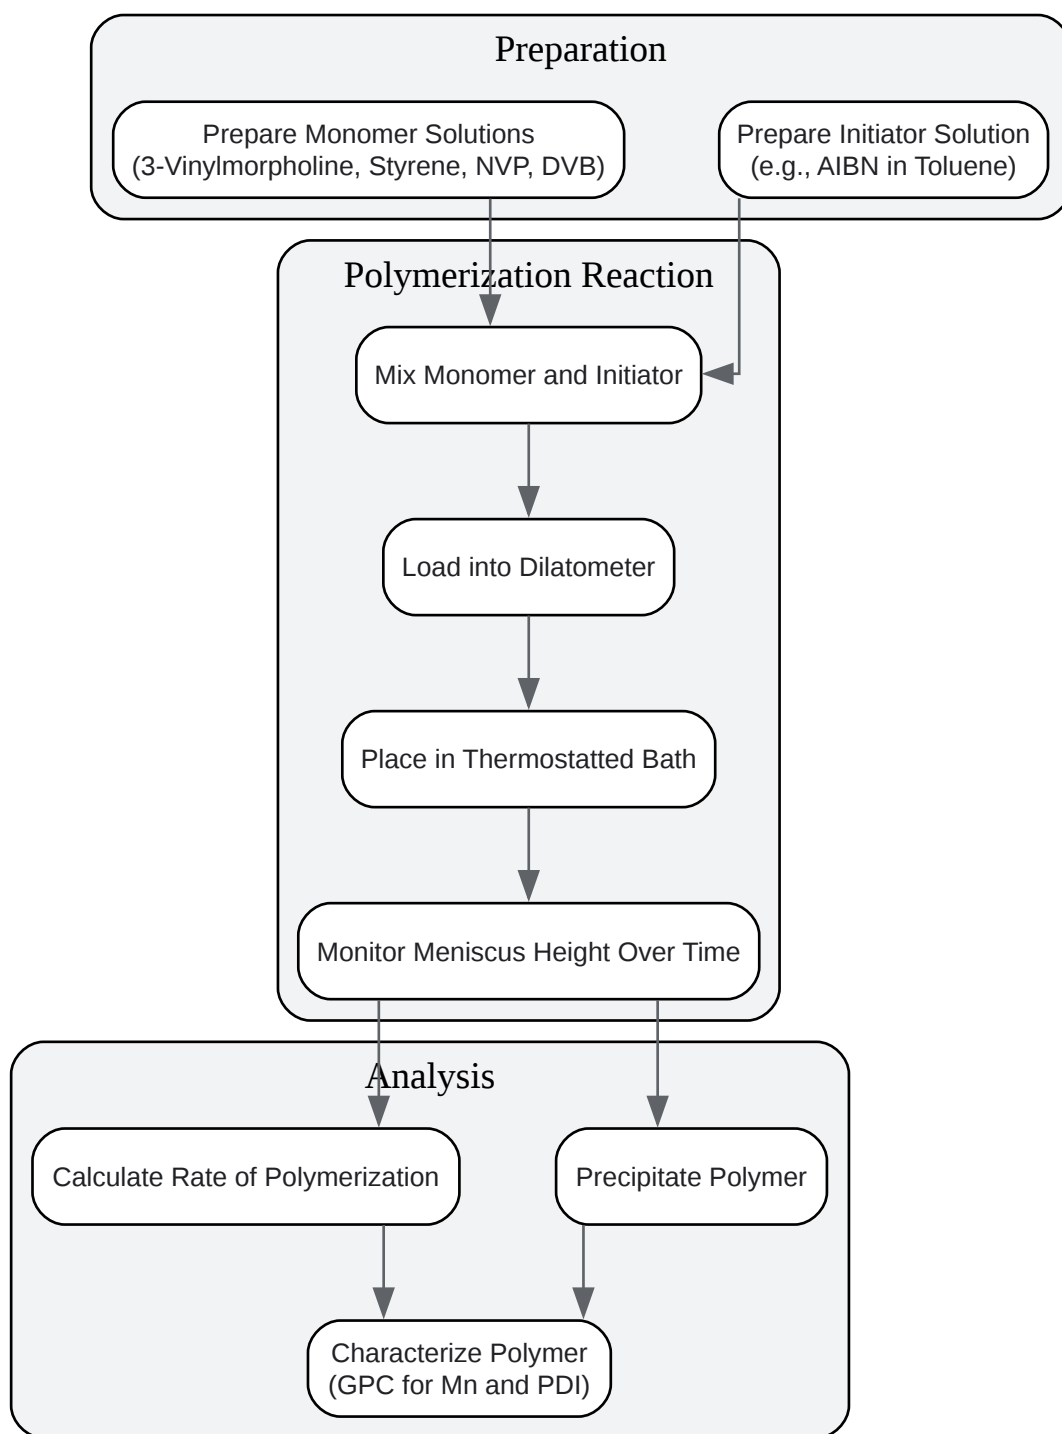 Preparation
Prepare Monomer Solutions
(3-Vinylmorpholine, Styrene, NVP, DVB)
Prepare Initiator Solution
(e.g., AIBN in Toluene)
Polymerization Reaction
Mix Monomer and Initiator
Load into Dilatometer
Place in Thermostatted Bath
Monitor Meniscus Height Over Time
Analysis
Calculate Rate of Polymerization
Precipitate Polymer
Characterize Polymer
(GPC for Mn and PDI)